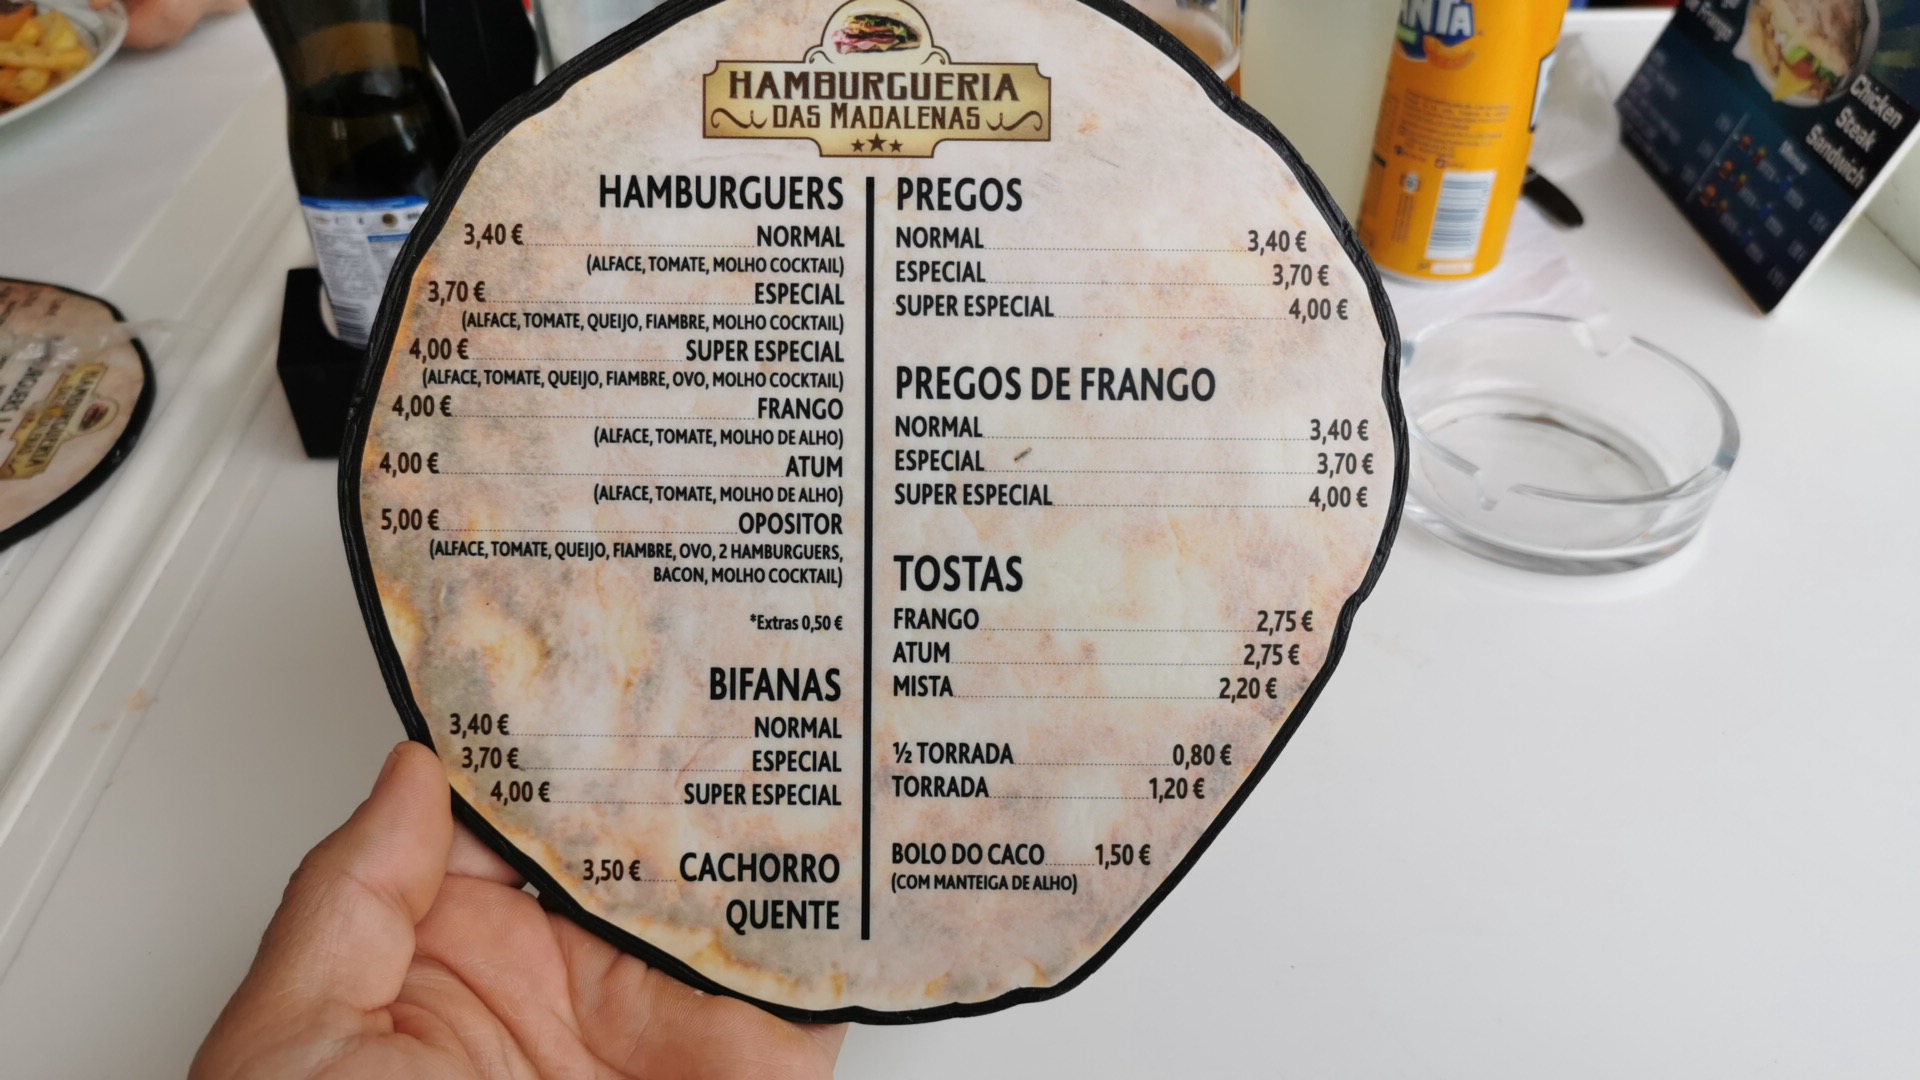 HAMBURGUERIA
DAS MADALENAS
HAMBURGUERS
3,40 € NORMAL
(ALFACE, TOMATE, MOLHO COCKTAIL)
3,70 € ESPECIAL
(ALFACE, TOMATE, QUEIJO, FIAMBRE, MOLHO COCKTAIL)
4,00 € SUPER ESPECIAL
(ALFACE, TOMATE, QUEIJO, FIAMBRE, OVO, MOLHO COCKTAIL)
4,00 € FRANGO
(ALFACE, TOMATE, MOLHO DE ALHO)
4,00 € ATUM
(ALFACE, TOMATE, MOLHO DE ALHO)
5,00 € OPOSITOR
(ALFACE, TOMATE, QUEIJO, FIAMBRE, OVO, 2 HAMBURGUERS,
BACON, MOLHO COCKTAIL)
*Extras 0,50 €
BIFANAS
3,40 € NORMAL
3,70 € ESPECIAL
4,00 € SUPER ESPECIAL
3,50 € CACHORRO
QUENTE
PREGOS
NORMAL 3,40 €
ESPECIAL 3,70 €
SUPER ESPECIAL 4,00 €
PREGOS DE FRANGO
NORMAL 3,40 €
ESPECIAL 3,70 €
SUPER ESPECIAL 4,00 €
TOSTAS
FRANGO 2,75 €
ATUM 2,75 €
MISTA 2,20 €
½ TORRADA 0,80 €
TORRADA 1,20 €
BOLO DO CACO 1,50 €
(COM MANTEIGA DE ALHO)
Chicken
Steak
Sandwich